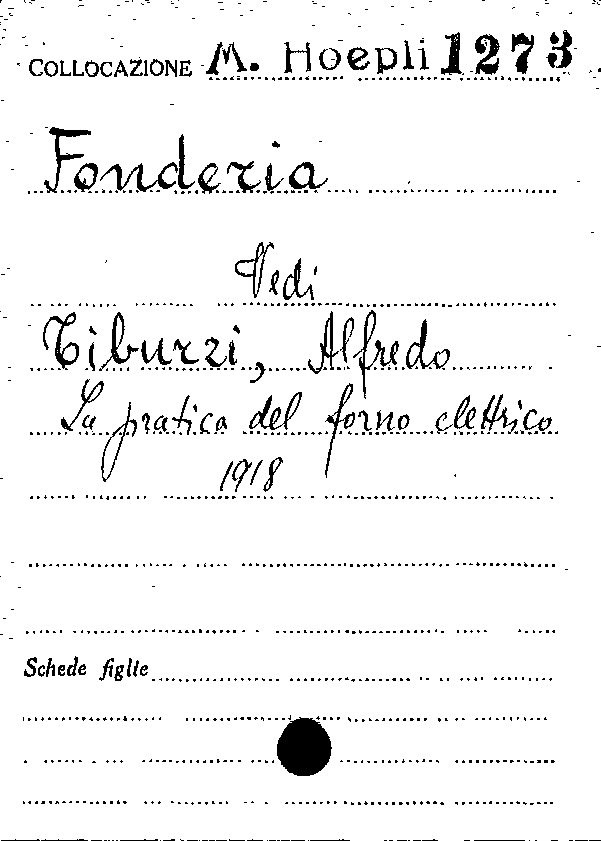 COLLOCAZIONE M. Hoepli 1273
Fonderia
Vedi
Tiburzi, Alfredo
La pratica del forno elettrico
1918
Schede figlie